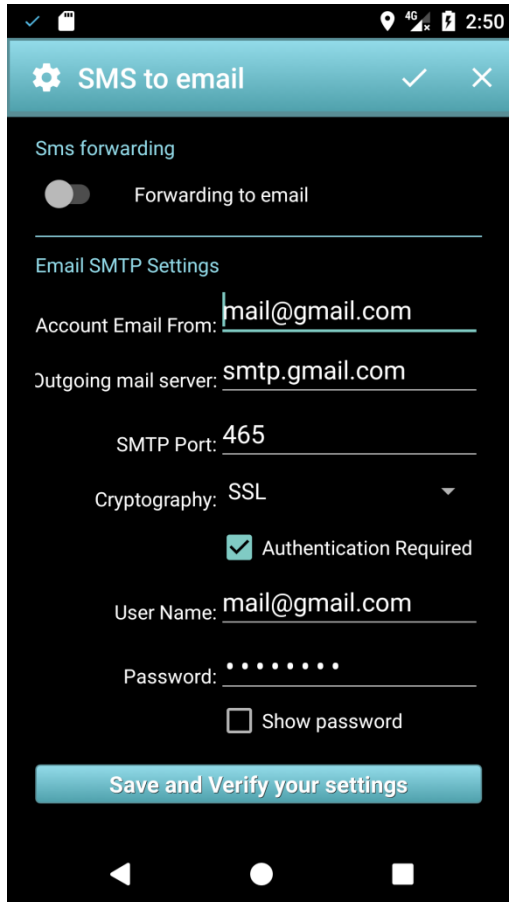 4G 2:50
SMS to email
Sms forwarding
Forwarding to email
Email SMTP Settings
Account Email From: mail@gmail.com
Outgoing mail server: smtp.gmail.com
SMTP Port: 465
Cryptography: SSL
Authentication Required
User Name: mail@gmail.com
Password: ••••••••
Show password
Save and Verify your settings